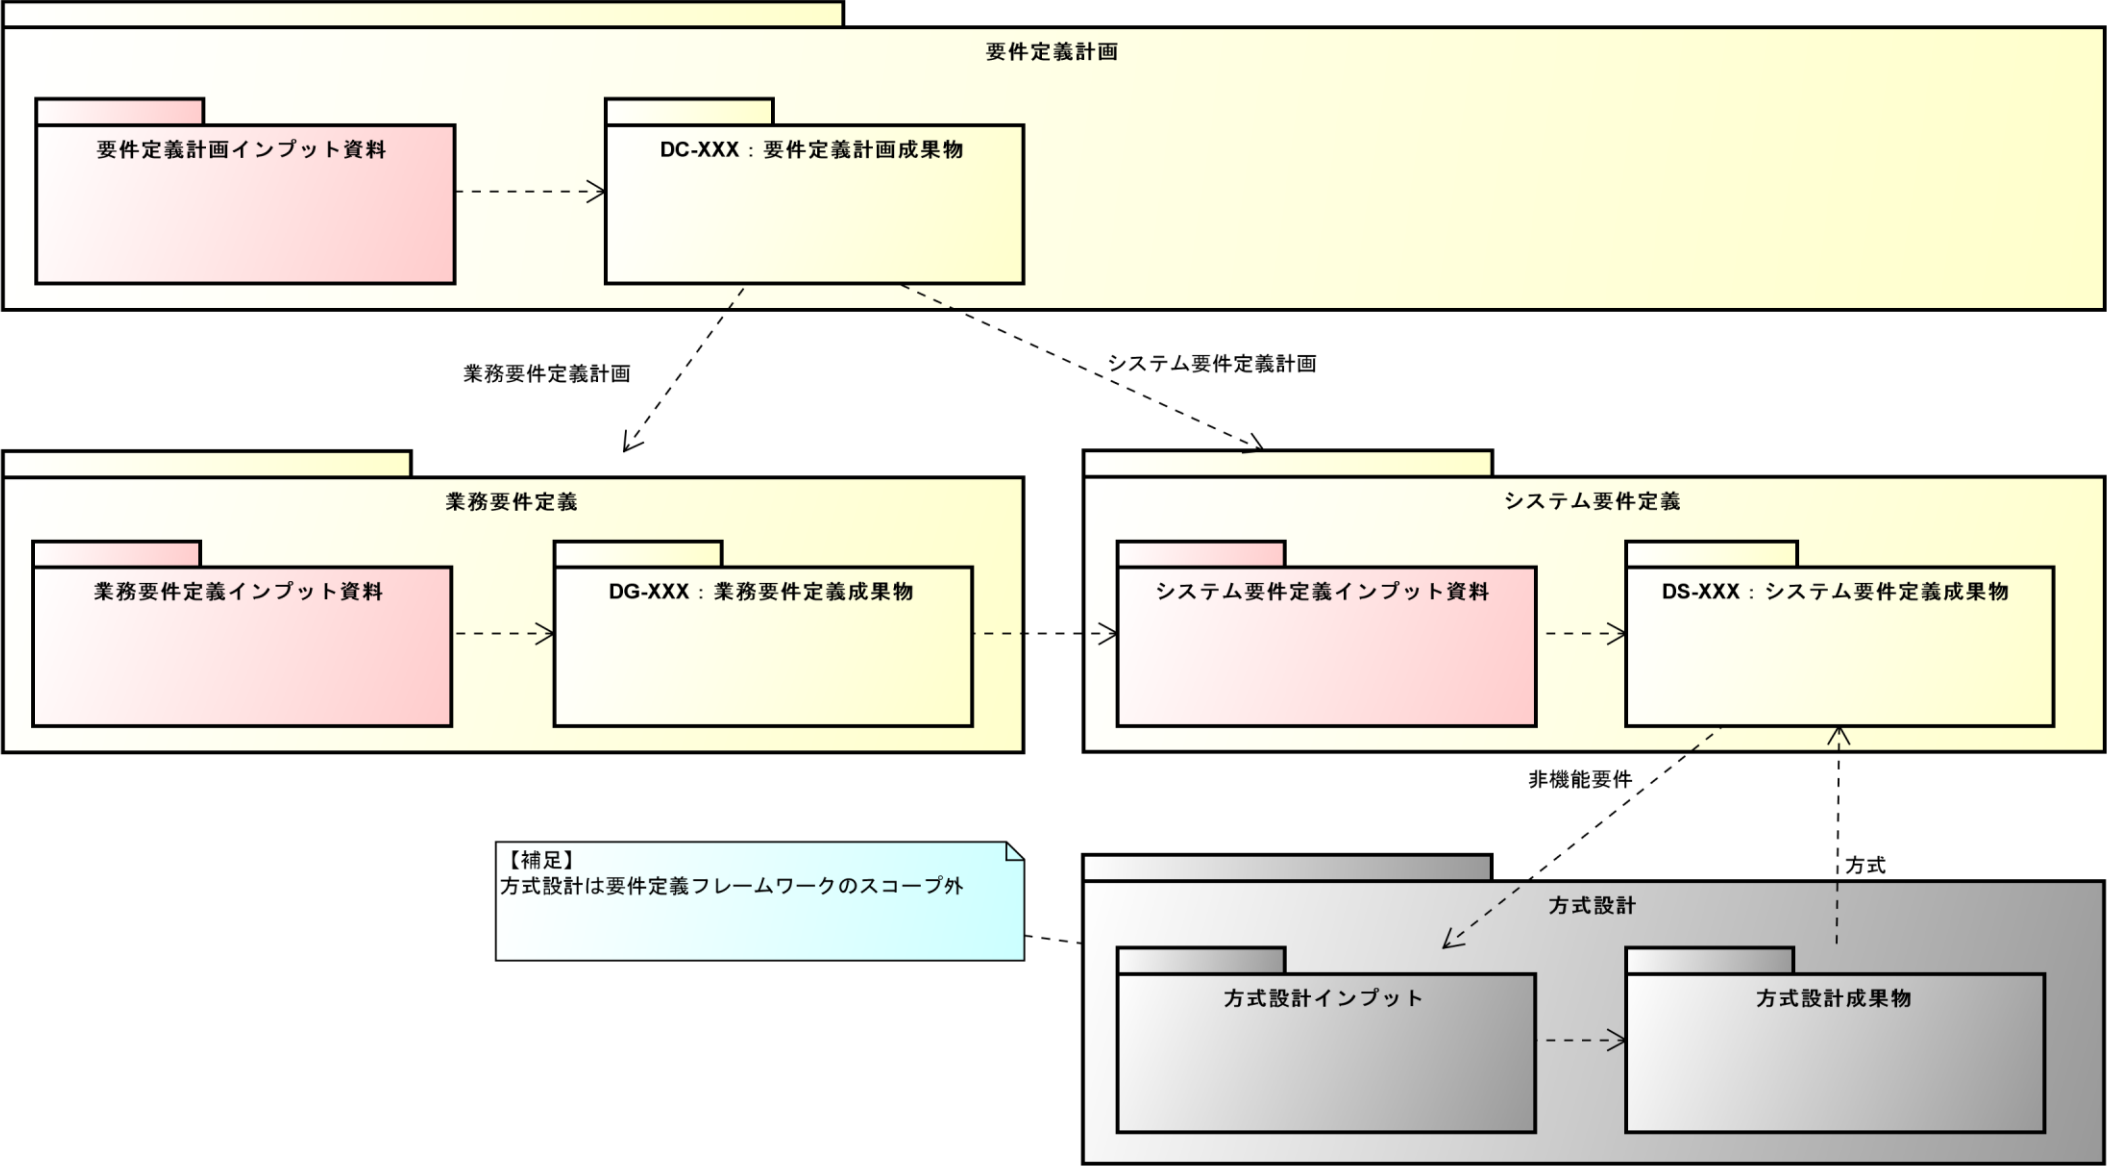 要件定義計画
要件定義計画インプット資料
DC-XXX：要件定義計画成果物
業務要件定義計画
システム要件定義計画
業務要件定義
業務要件定義インプット資料
DG-XXX：業務要件定義成果物
システム要件定義
システム要件定義インプット資料
DS-XXX：システム要件定義成果物
非機能要件
方式
【補足】
方式設計は要件定義フレームワークのスコープ外
方式設計
方式設計インプット
方式設計成果物